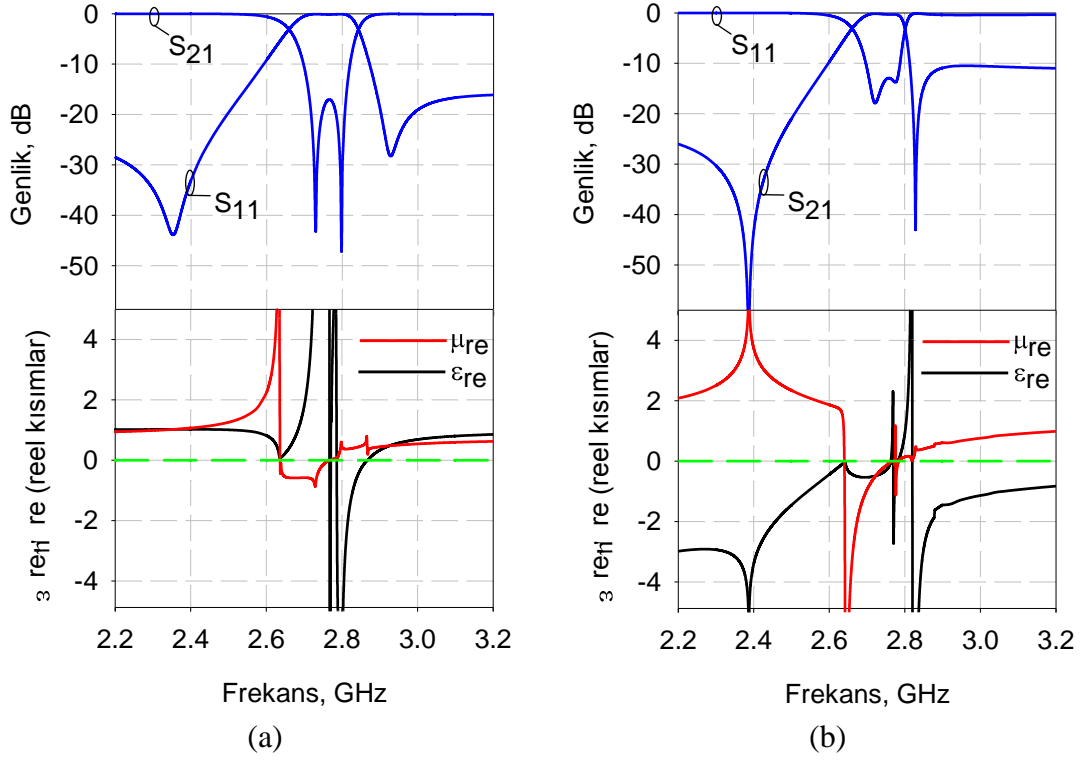 0
-10
-20
-30
-40
-50
Genlik, dB
S21
S11
4
2
0
-2
-4
εre μre
re (reel kısımlar)
2.2 2.4 2.6 2.8 3.0 3.2
Frekans, GHz
(a)
0
-10
-20
-30
-40
-50
Genlik, dB
S11
S21
4
2
0
-2
-4
μre
εre
re (reel kısımlar)
2.2 2.4 2.6 2.8 3.0 3.2
Frekans, GHz
(b)